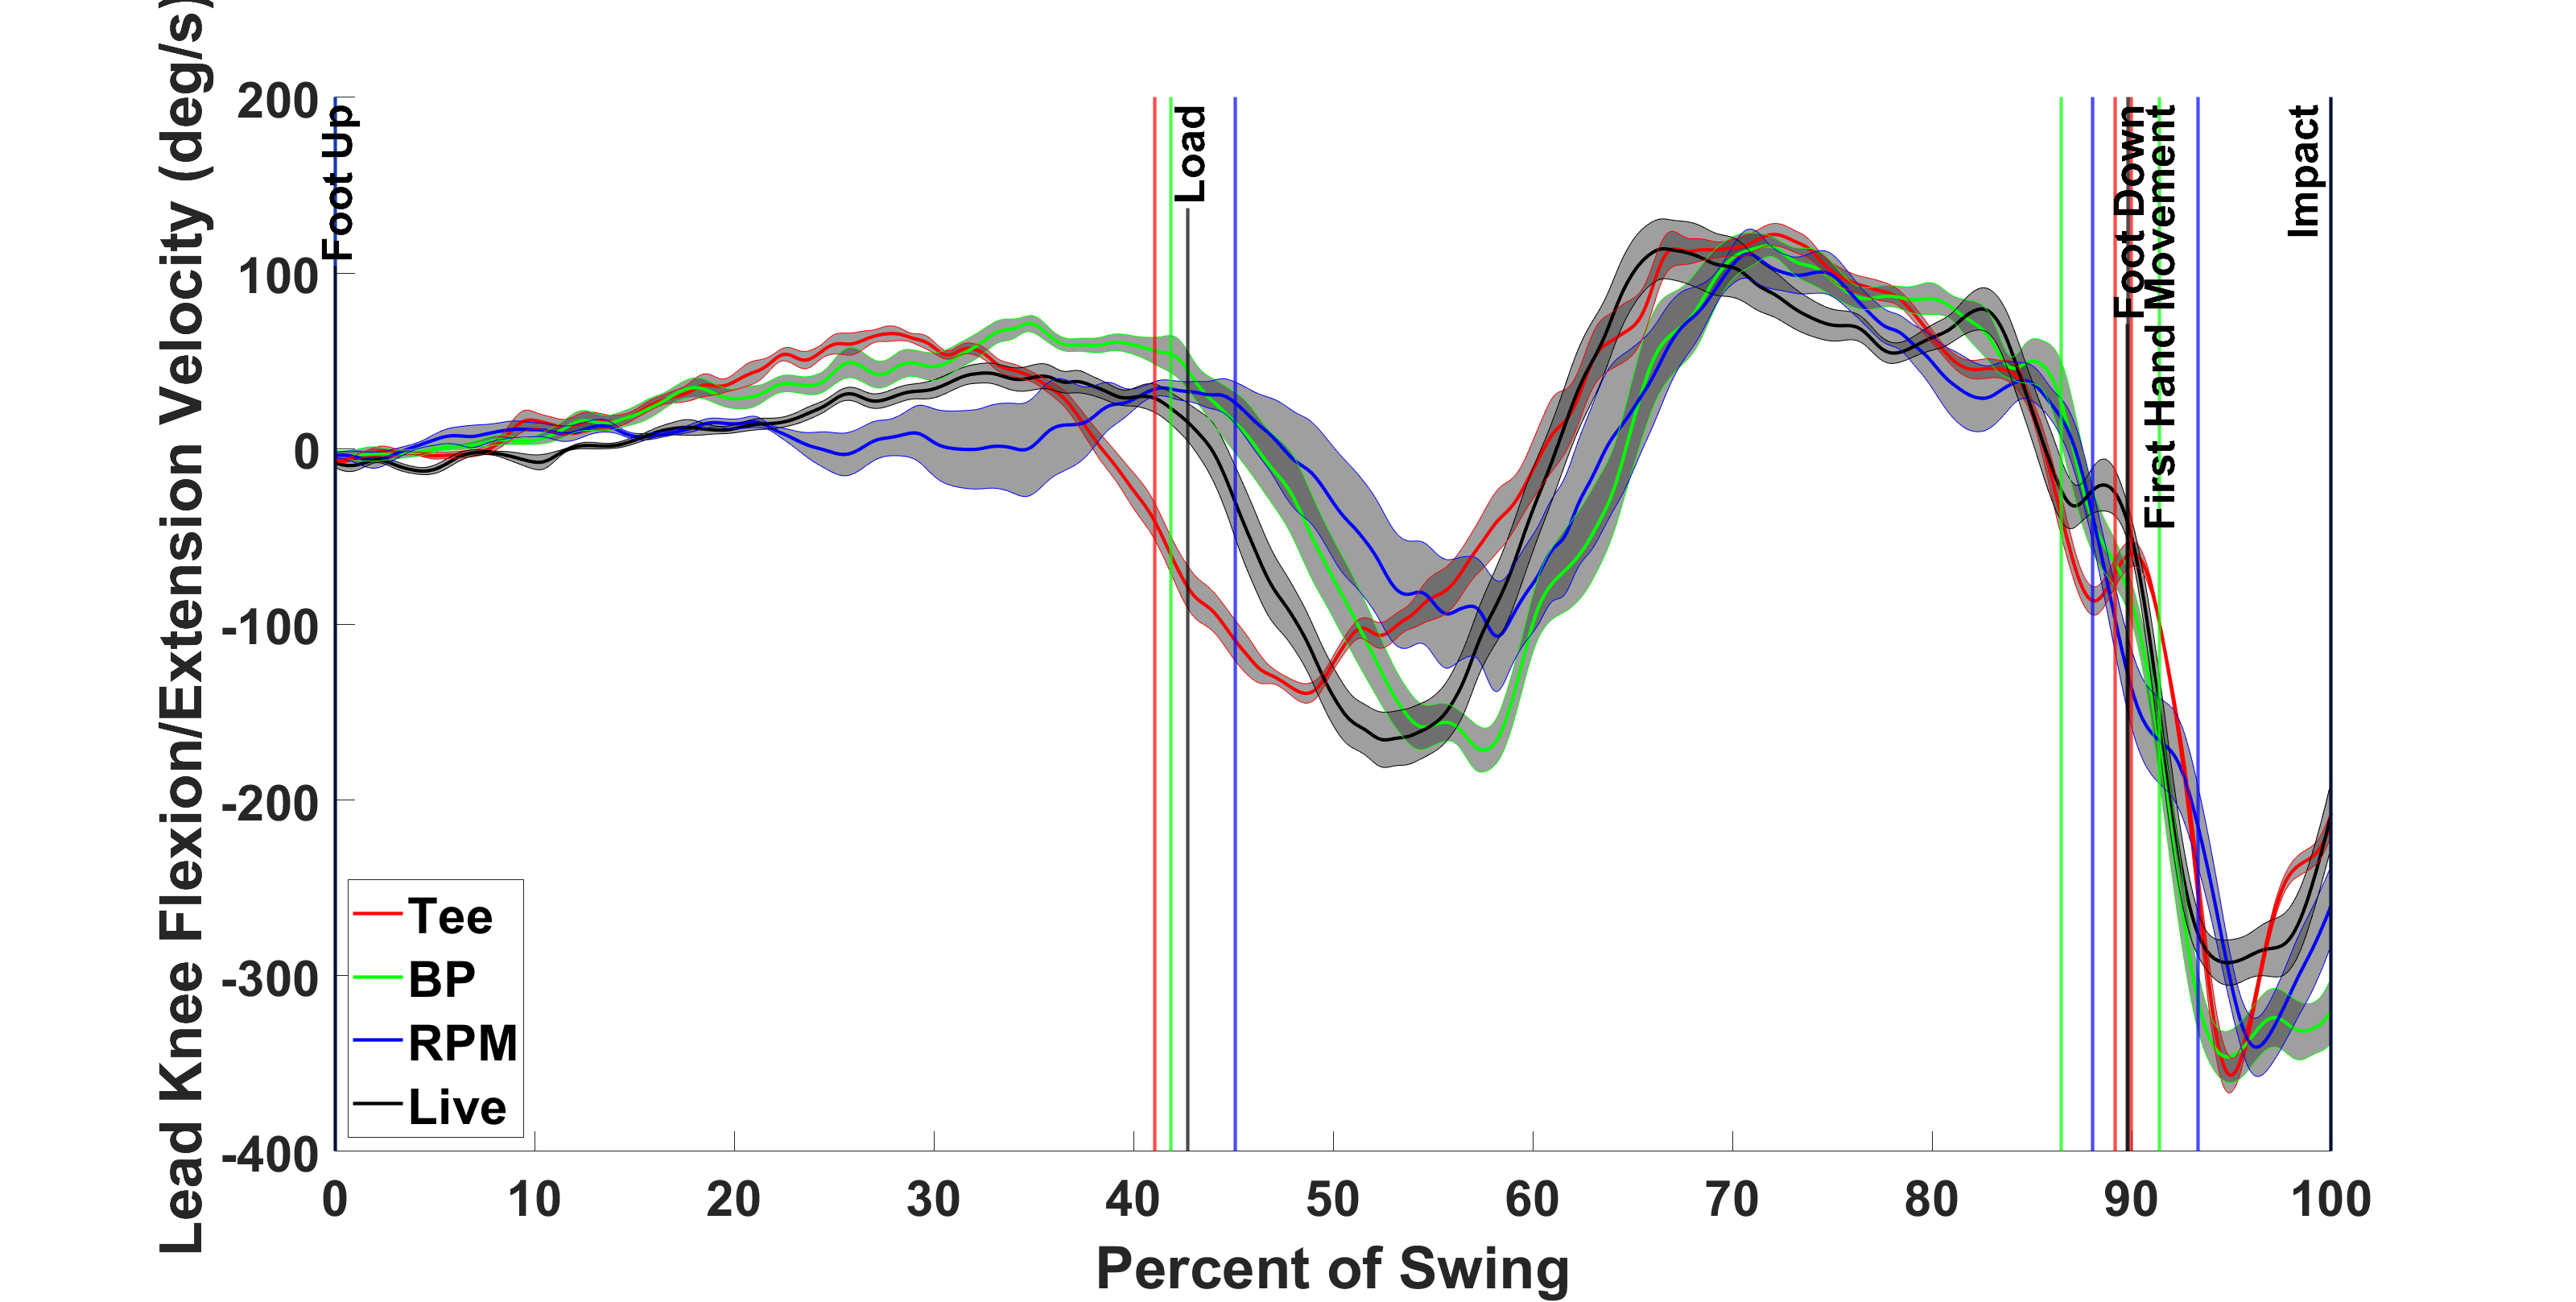 Lead Knee Flexion/Extension Velocity (deg/s)
200
100
0
-100
-200
-300
-400
Foot Up
Load
Foot Down
First Hand Movement
Impact
Tee
BP
RPM
Live
0 10 20 30 40 50 60 70 80 90 100
Percent of Swing